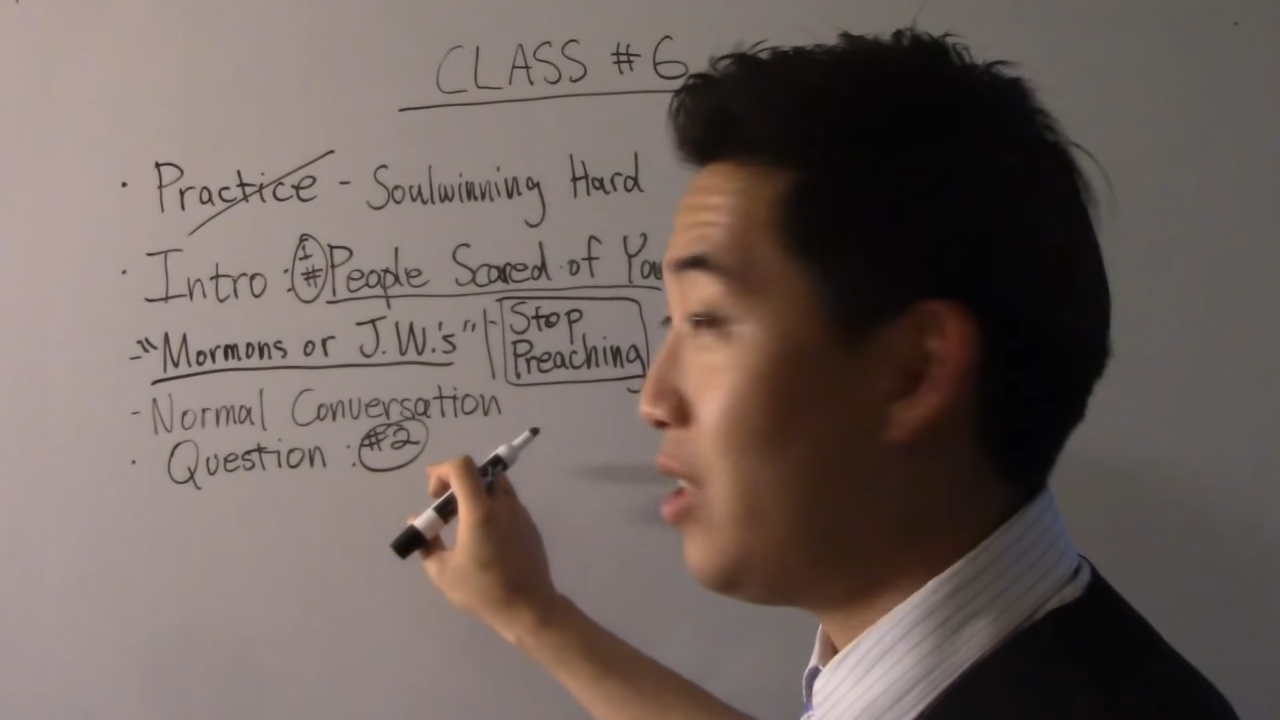 CLASS #6
· Practice - Soulwinning Hard
· Intro : #1 People Scared of You
- "Mormons or J.W.'s" - Stop Preaching
- Normal Conversation
· Question : #2